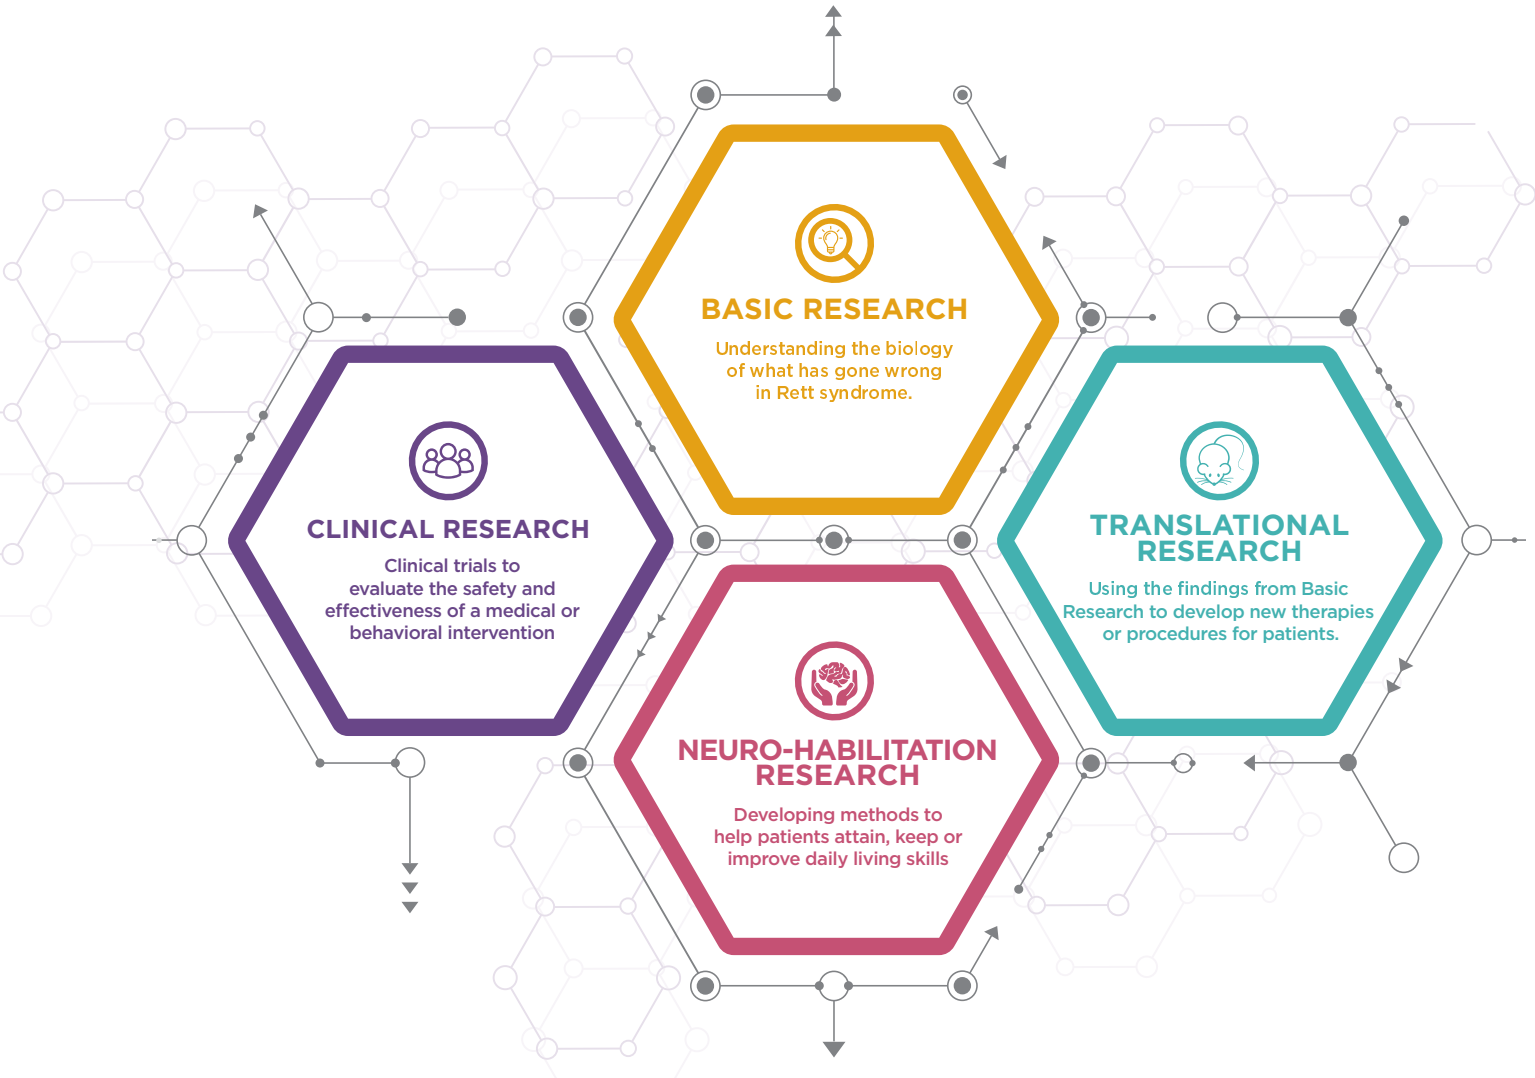 BASIC RESEARCH
Understanding the biology
of what has gone wrong
in Rett syndrome.
CLINICAL RESEARCH
Clinical trials to
evaluate the safety and
effectiveness of a medical or
behavioral intervention
TRANSLATIONAL
RESEARCH
Using the findings from Basic
Research to develop new therapies
or procedures for patients.
NEURO-HABILITATION
RESEARCH
Developing methods to
help patients attain, keep or
improve daily living skills